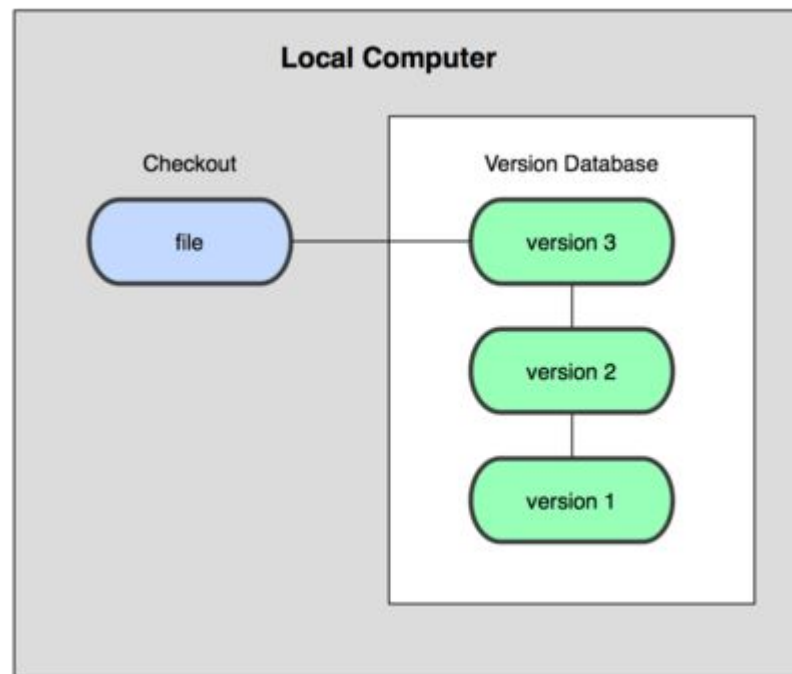 Local Computer
Checkout
Version Database
file
version 3
version 2
version 1